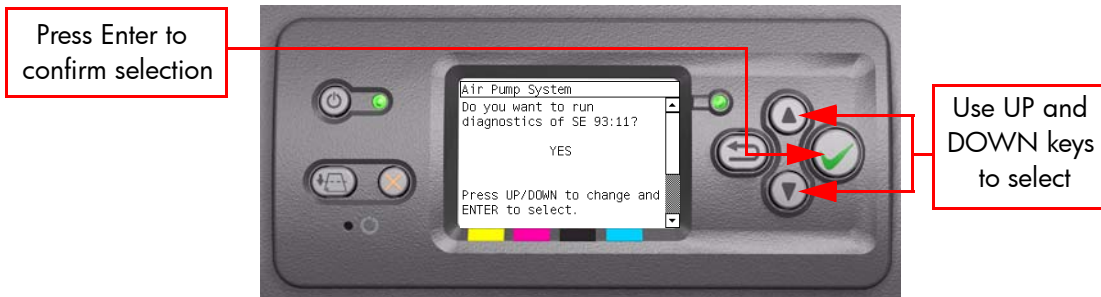 Press Enter to
confirm selection
Air Pump System
Do you want to run
diagnostics of SE 93:11?
YES
Press UP/DOWN to change and
ENTER to select.
Use UP and
DOWN keys
to select